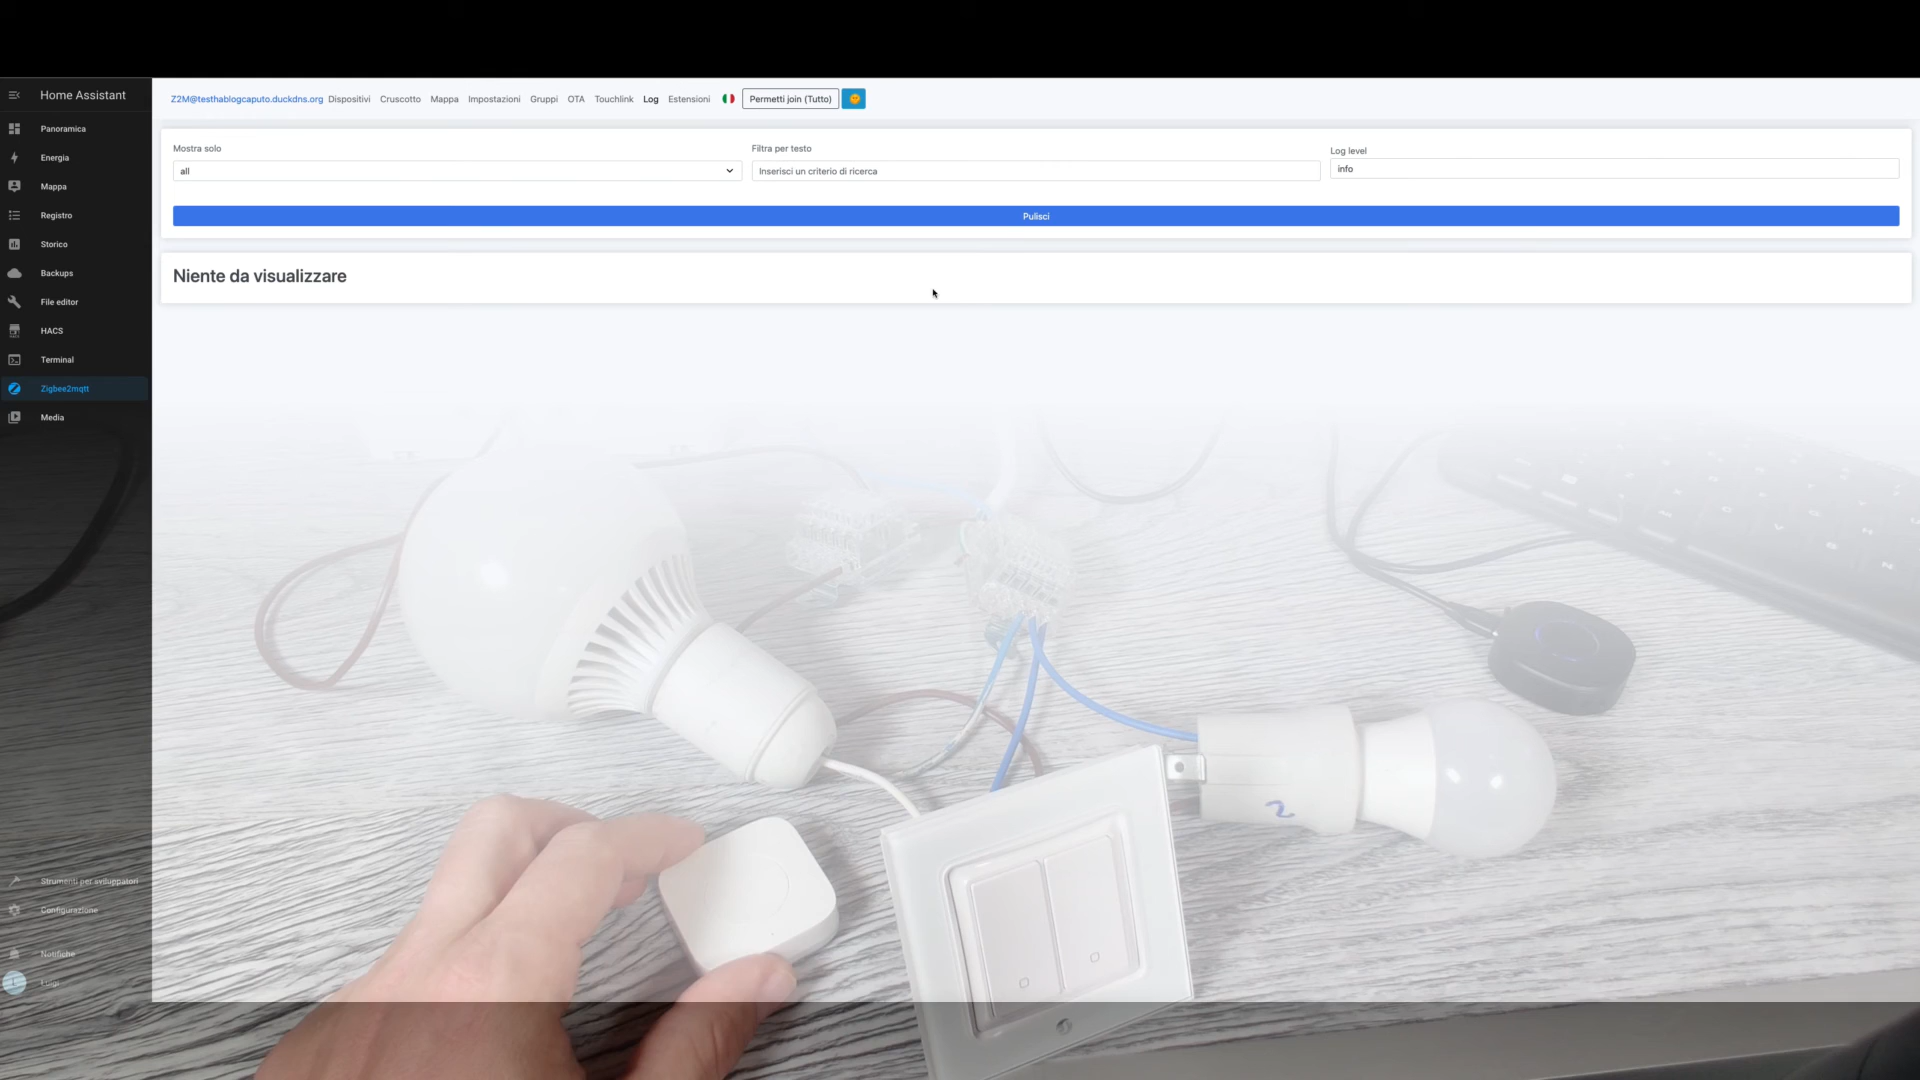 Home Assistant
Z2M@testhablogcaputo.duckdns.org Dispositivi Cruscotto Mappa Impostazioni Gruppi OTA Touchlink Log Estensioni Permetti join (Tutto)
Panoramica
Energia
Mappa
Registro
Storico
Backups
File editor
HACS
Terminal
Zigbee2mqtt
Media
Strumenti per sviluppatori
Configurazione
Notifiche
Luigi
Mostra solo
all
Filtra per testo
Inserisci un criterio di ricerca
Log level
info
Pulisci
Niente da visualizzare
2